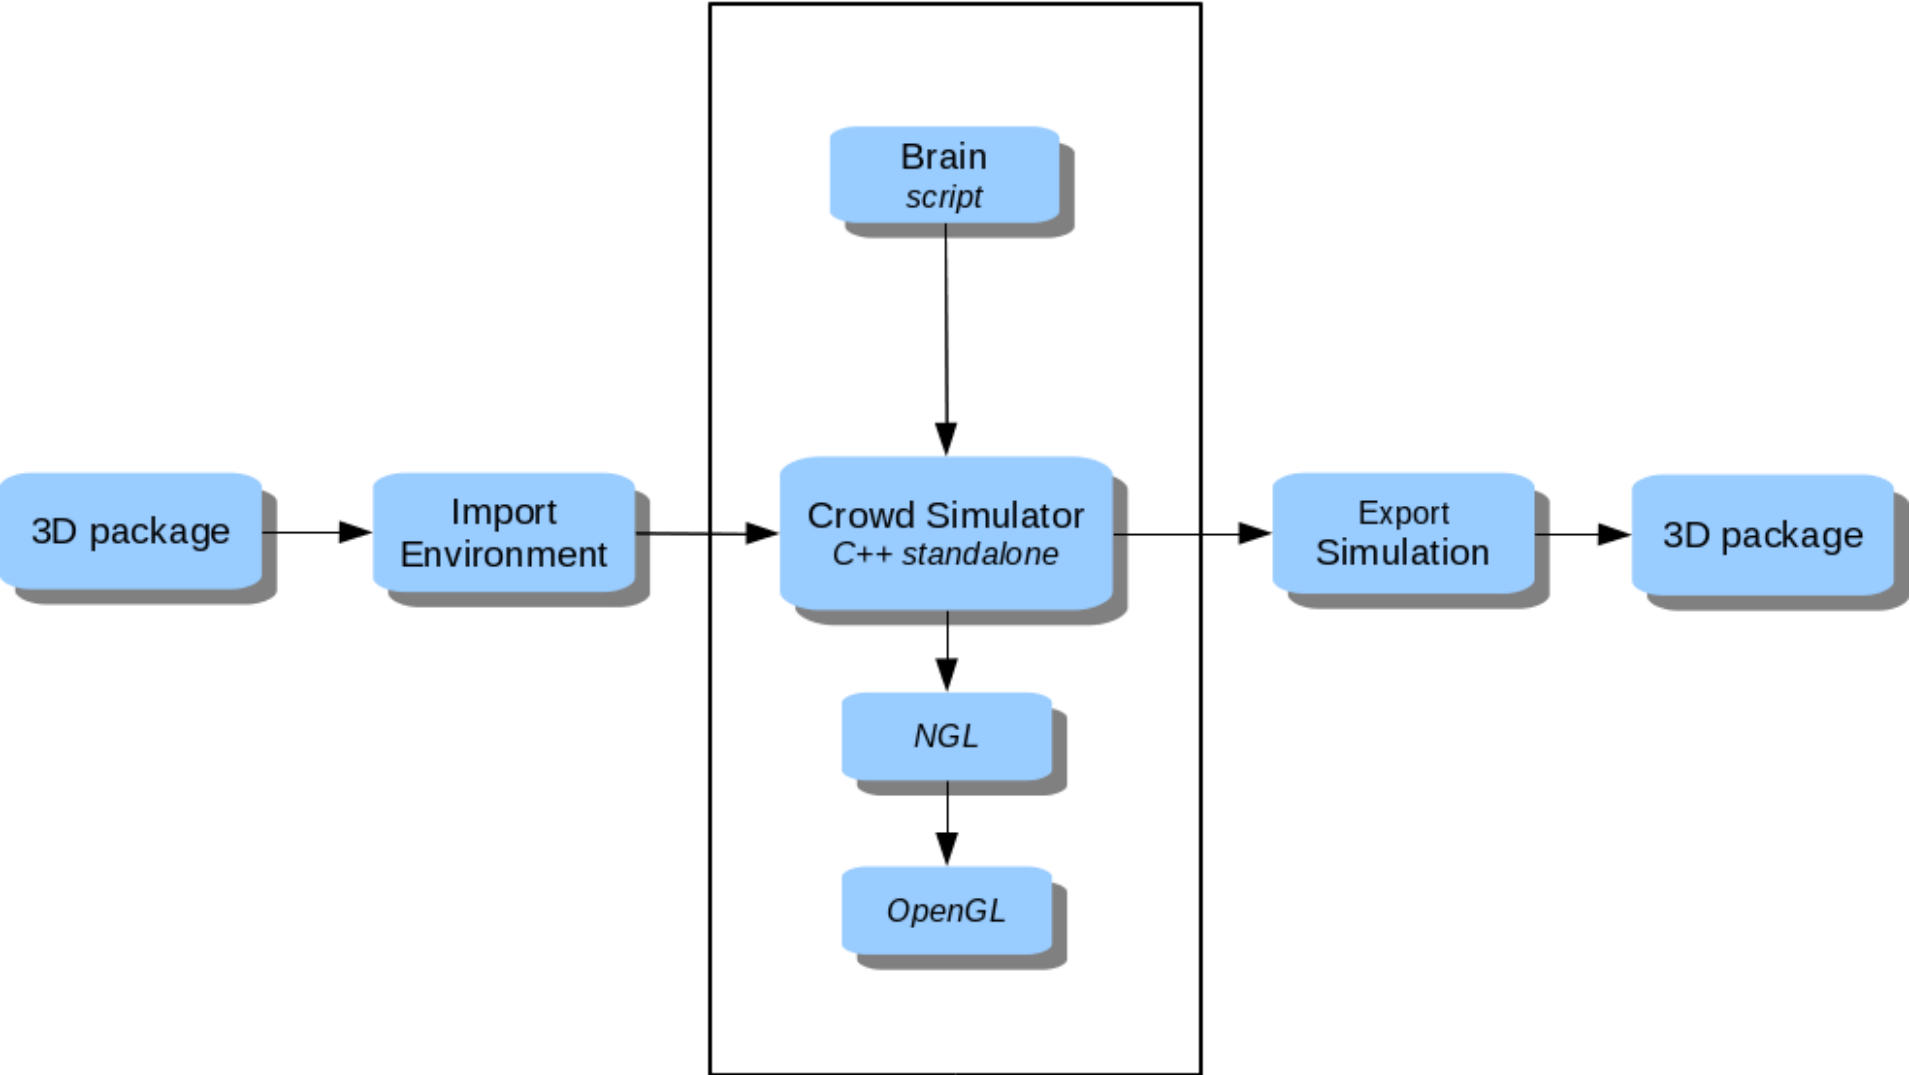 Brain
script
3D package
Import
Environment
Crowd Simulator
C++ standalone
Export
Simulation
3D package
NGL
OpenGL